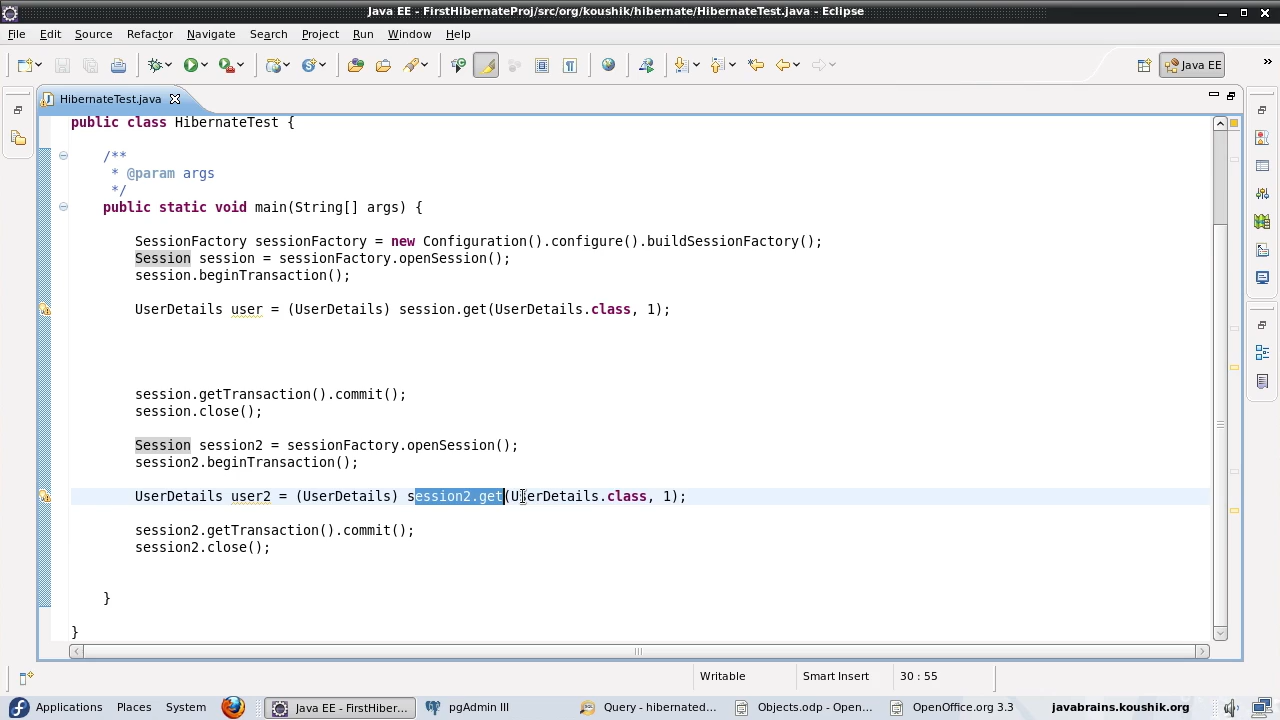 Java EE - FirstHibernateProj/src/org/koushik/hibernate/HibernateTest.java - Eclipse
File Edit Source Refactor Navigate Search Project Run Window Help
Java EE
HibernateTest.java
public class HibernateTest {
/**
* @param args
*/
public static void main(String[] args) {
SessionFactory sessionFactory = new Configuration().configure().buildSessionFactory();
Session session = sessionFactory.openSession();
session.beginTransaction();
UserDetails user = (UserDetails) session.get(UserDetails.class, 1);
session.getTransaction().commit();
session.close();
Session session2 = sessionFactory.openSession();
session2.beginTransaction();
UserDetails user2 = (UserDetails) session2.get(UserDetails.class, 1);
session2.getTransaction().commit();
session2.close();
}
}
Writable Smart Insert 30 : 55
Applications Places System Java EE - FirstHiber... pgAdmin III Query - hibernated... Objects.odp - Open... OpenOffice.org 3.3 javabrains.koushik.org